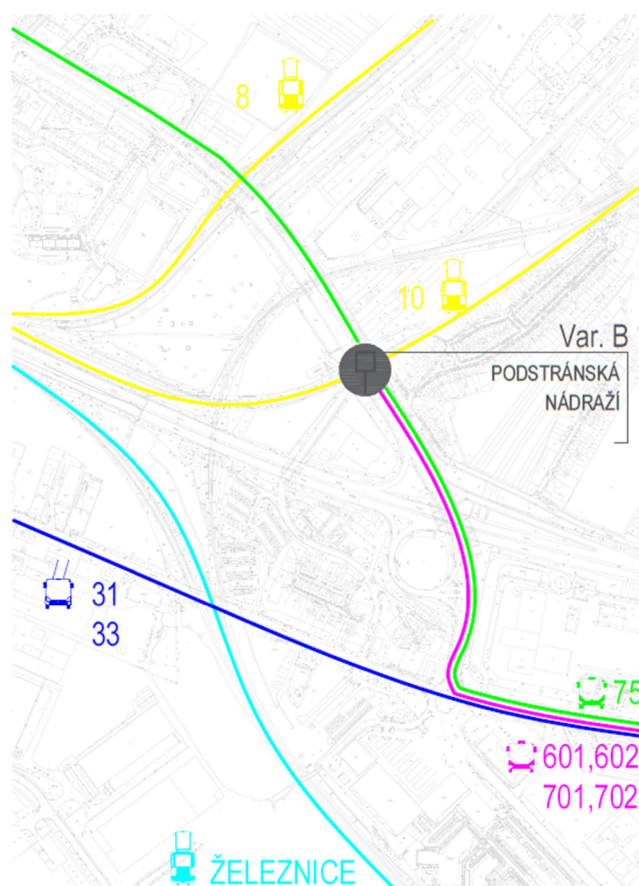 8
10
Var. B
PODSTRÁNSKÁ
NÁDRAŽÍ
31
33
75
601,602
701,702
ŽELEZNICE